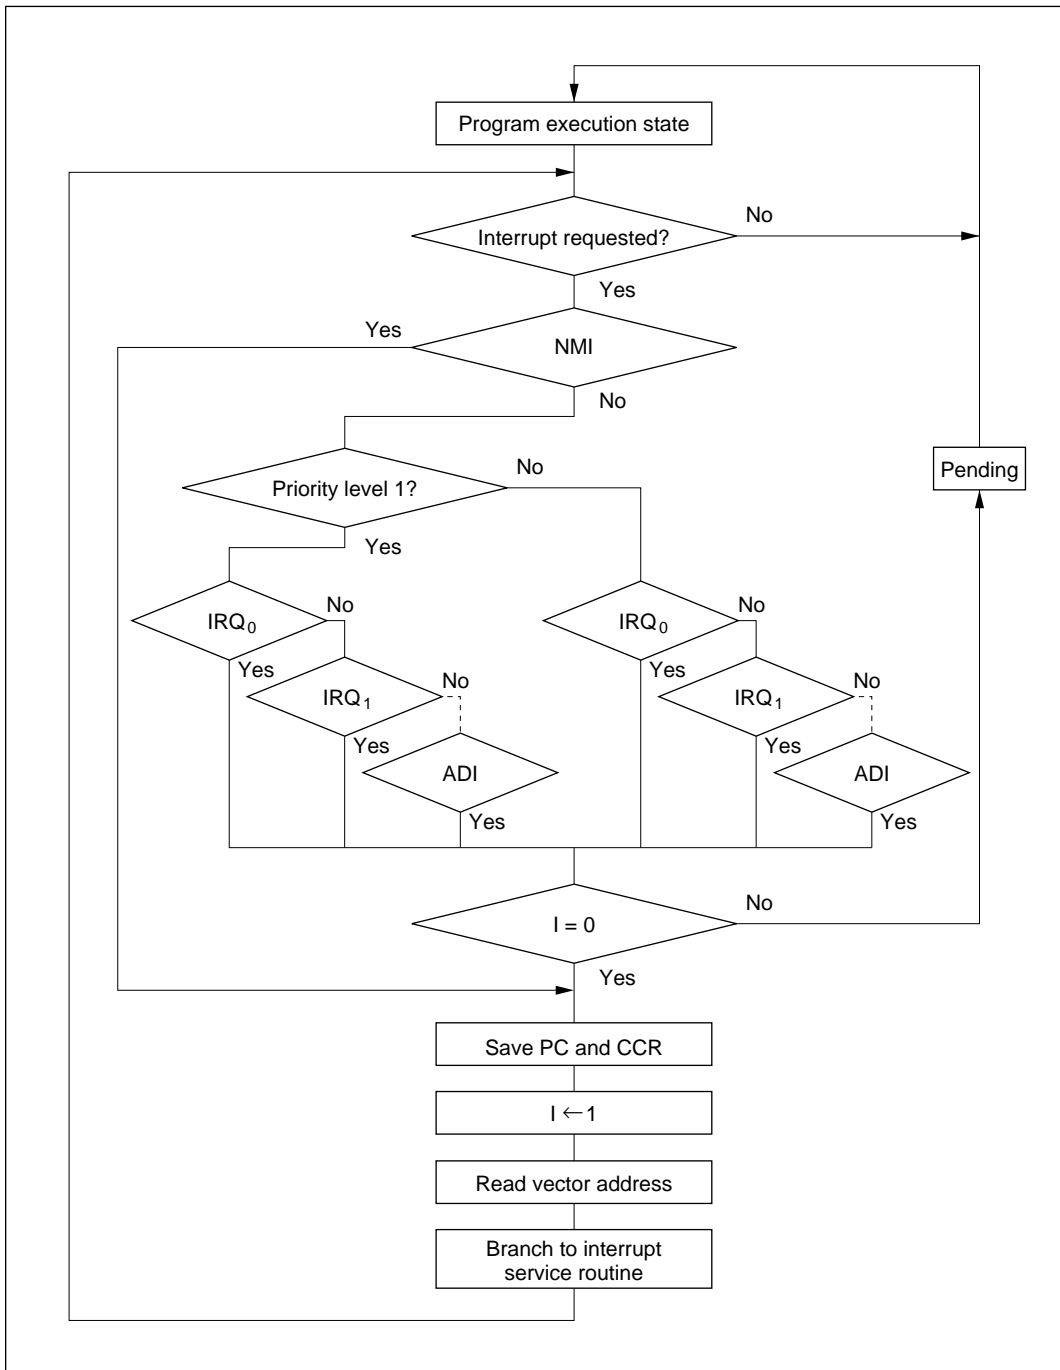 Program execution state
No
Interrupt requested?
Yes
Yes
NMI
No
No
Pending
Priority level 1?
Yes
No
No
IRQ0
IRQ0
Yes
No
Yes
No
IRQ1
IRQ1
Yes
Yes
ADI
ADI
Yes
Yes
No
I = 0
Yes
Save PC and CCR
I ←1
Read vector address
Branch to interrupt
service routine